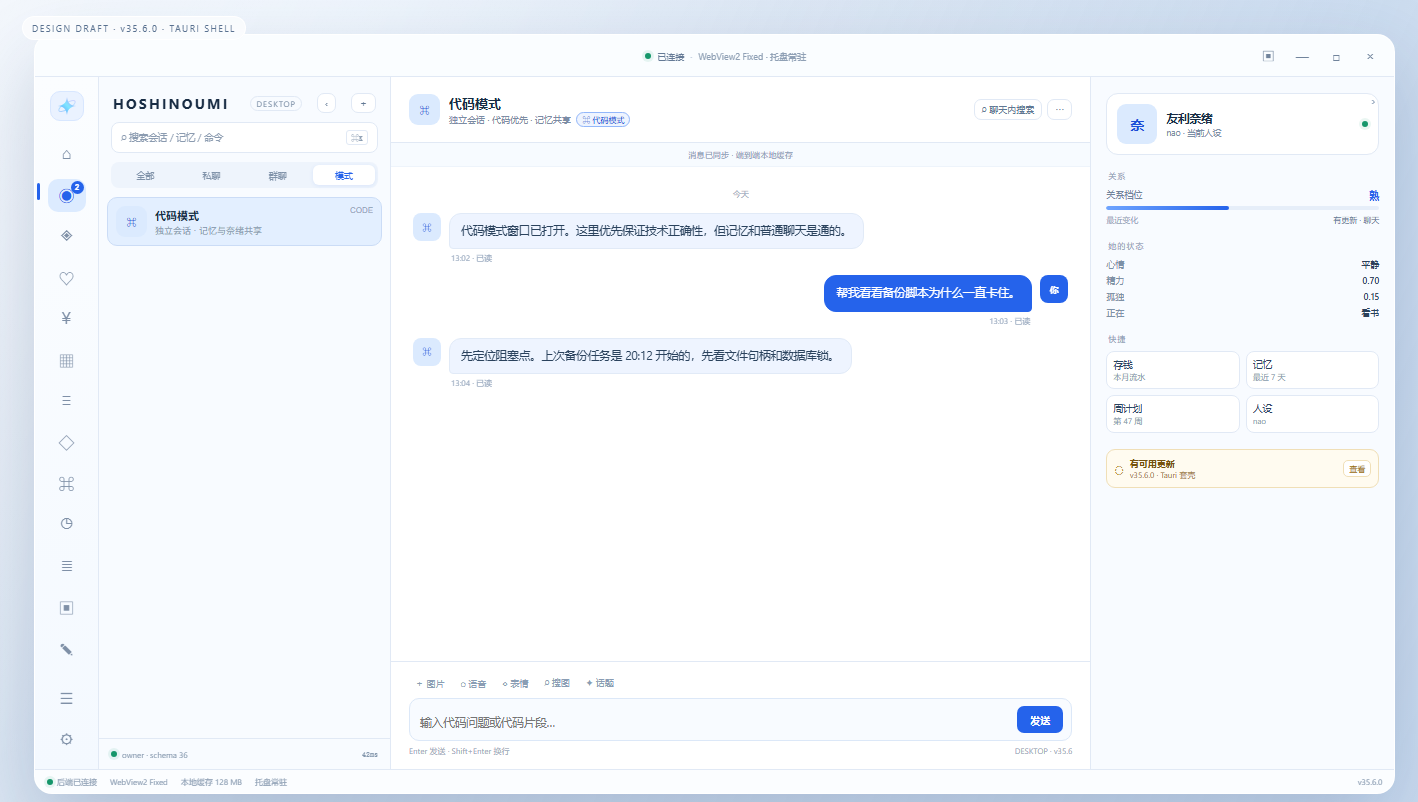 DESIGN DRAFT · v35.6.0 · TAURI SHELL
已连接 · WebView2 Fixed · 托盘常驻
HOSHINOUMI DESKTOP
搜索会话 / 记忆 / 命令 ⌘K
全部 私聊 群聊 模式
2
代码模式 CODE
独立会话 · 记忆与奈绪共享
owner · schema 36 42ms
代码模式
独立会话 · 代码优先 · 记忆共享 ⌘ 代码模式
聊天内搜索 ···
消息已同步 · 端到端本地缓存
今天
代码模式窗口已打开。这里优先保证技术正确性，但记忆和普通聊天是通的。
13:02 · 已读
帮我看看备份脚本为什么一直卡住。 你
13:03 · 已读
先定位阻塞点。上次备份任务是 20:12 开始的，先看文件句柄和数据库锁。
13:04 · 已读
+ 图片 语音 表情 搜图 话题
输入代码问题或代码片段… 发送
Enter 发送 · Shift+Enter 换行 DESKTOP · v35.6
奈 友利奈绪
nao · 当前人设
关系
关系档位 熟
最近变化 有更新 · 聊天
她的状态
心情 平静
精力 0.70
孤独 0.15
正在 看书
快捷
存钱
本月流水
记忆
最近 7 天
周计划
第 47 周
人设
nao
有可用更新
v35.6.0 · Tauri 套壳
查看
后端已连接 WebView2 Fixed 本地缓存 128 MB 托盘常驻 v35.6.0